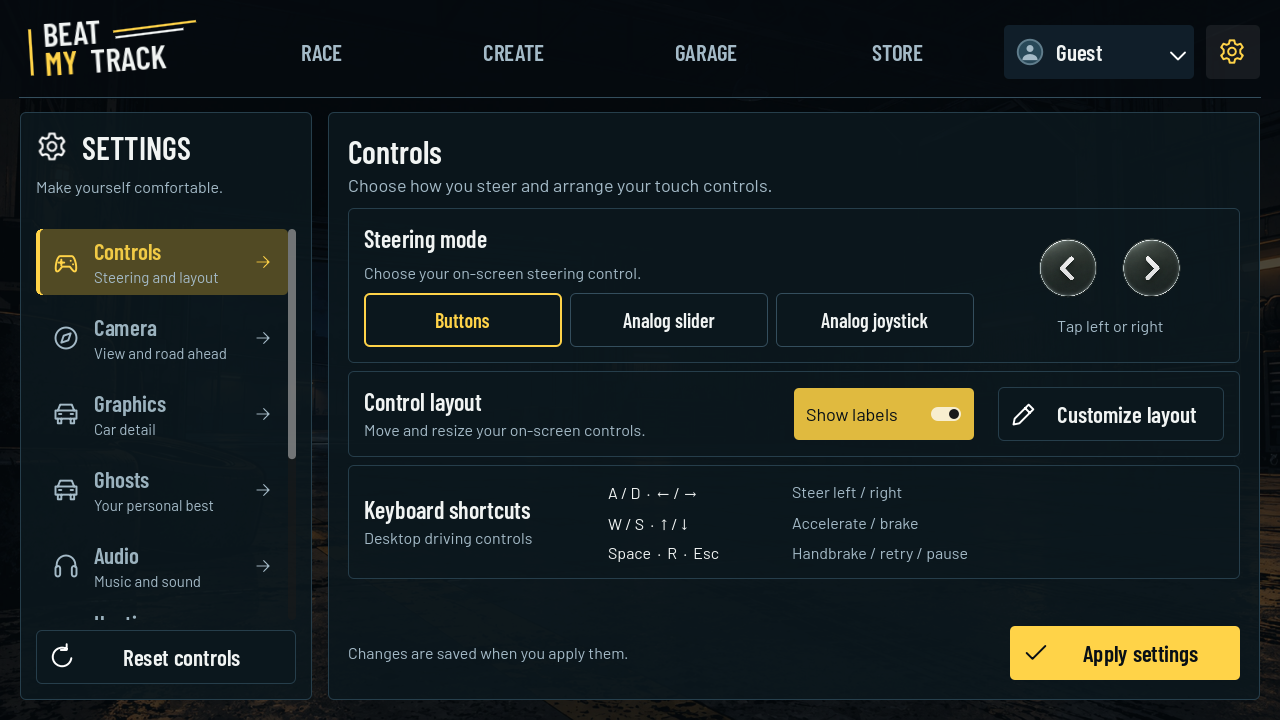 BEAT
MY TRACK
RACE
CREATE
GARAGE
STORE
Guest
SETTINGS
Make yourself comfortable.
Controls
Steering and layout
Camera
View and road ahead
Graphics
Car detail
Ghosts
Your personal best
Audio
Music and sound
Reset controls
Controls
Choose how you steer and arrange your touch controls.
Steering mode
Choose your on-screen steering control.
Buttons
Analog slider
Analog joystick
Tap left or right
Control layout
Move and resize your on-screen controls.
Show labels
Customize layout
Keyboard shortcuts
Desktop driving controls
A / D · ← / →
Steer left / right
W / S · ↑ / ↓
Accelerate / brake
Space · R · Esc
Handbrake / retry / pause
Changes are saved when you apply them.
Apply settings